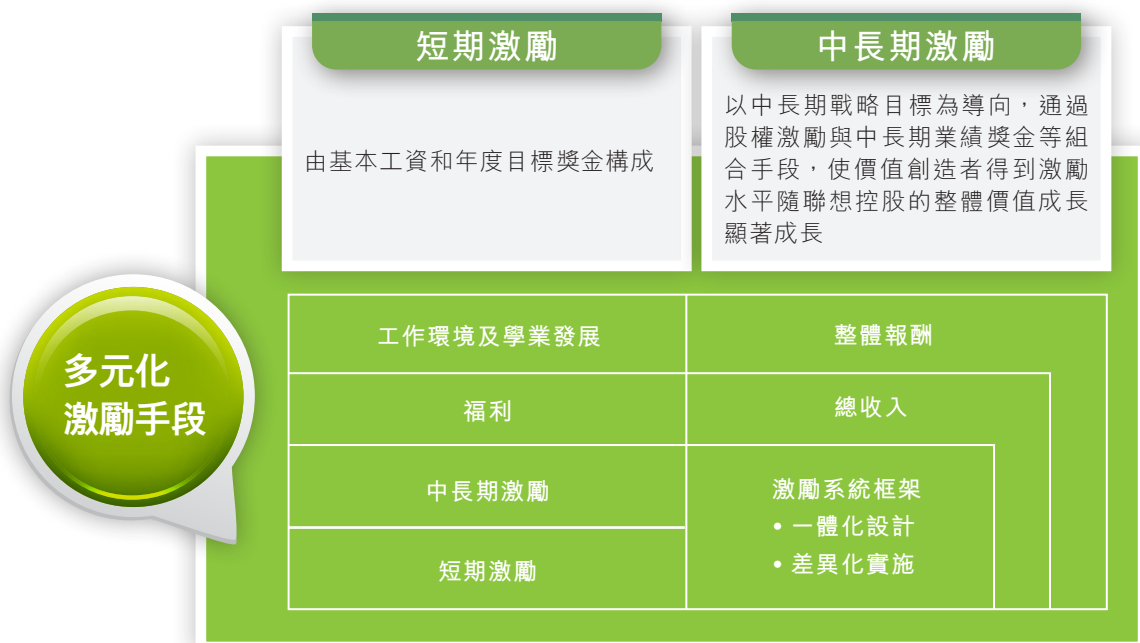 短期激勵
由基本工資和年度目標獎金構成
中長期激勵
以中長期戰略目標為導向，通過
股權激勵與中長期業績獎金等組
合手段，使價值創造者得到激勵
水平隨聯想控股的整體價值成長
顯著成長
多元化
激勵手段
工作環境及學業發展
整體報酬
福利
總收入
中長期激勵
短期激勵
激勵系統框架
•一體化設計
•差異化實施